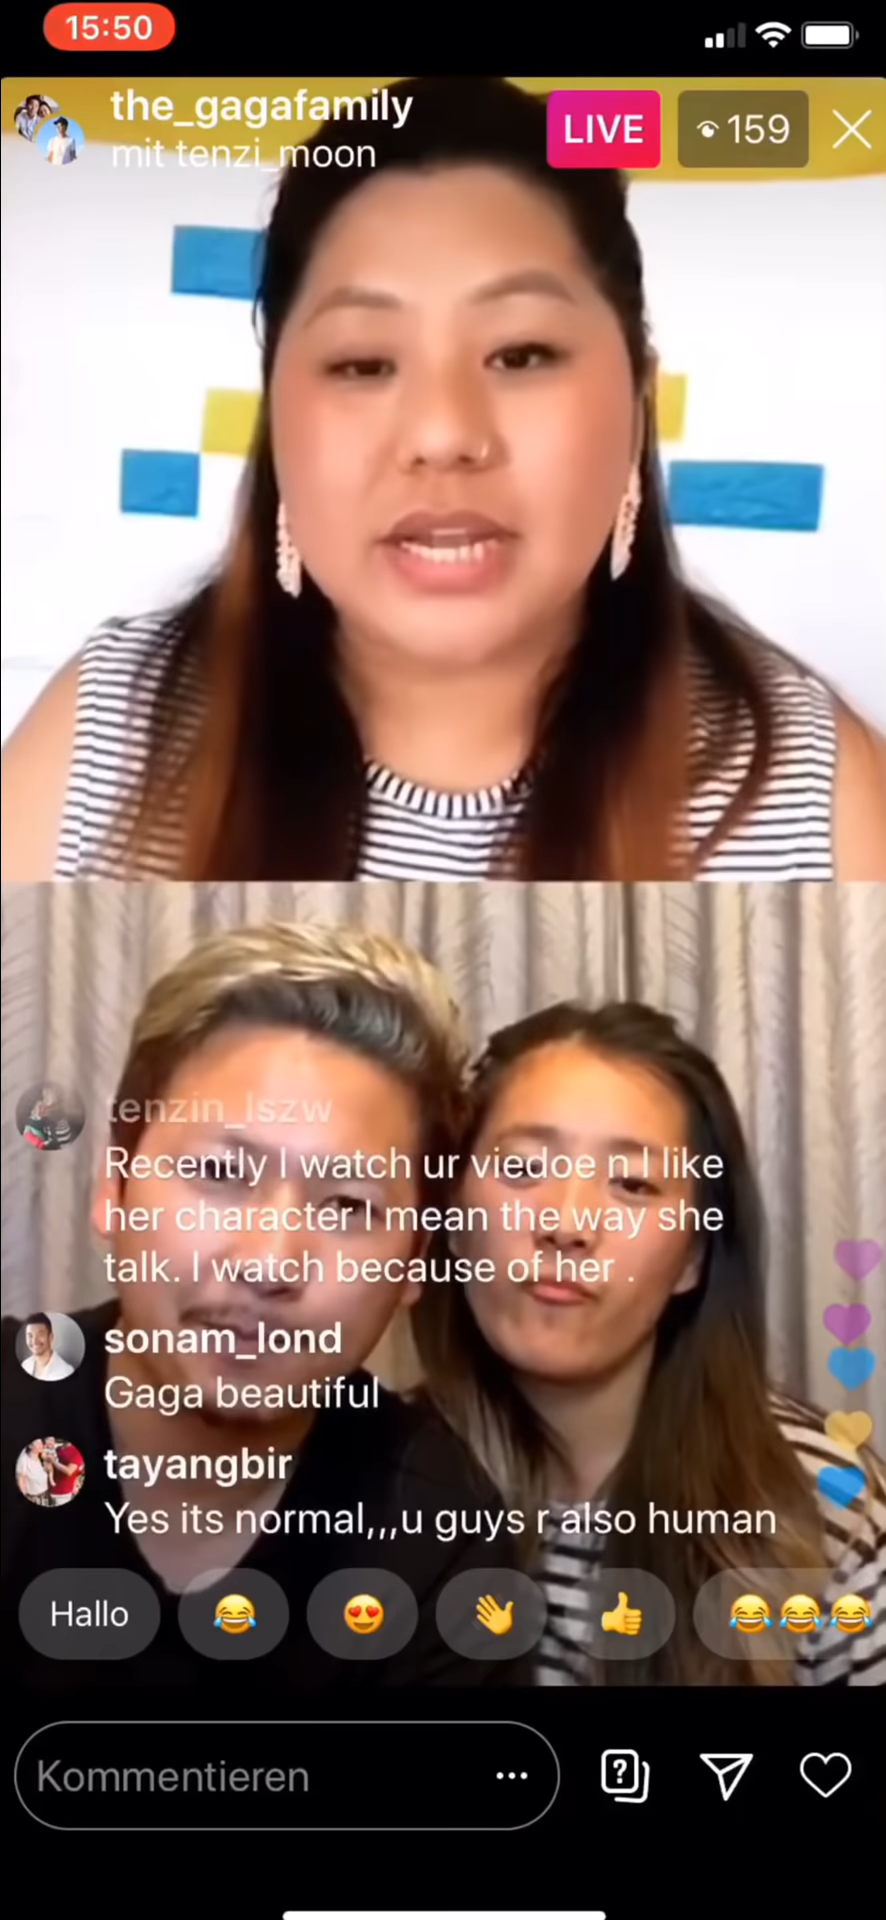 15:50
the_gagafamily
mit tenzi_moon
LIVE
159
tenzin_lszw
Recently I watch ur viedoe n I like
her character I mean the way she
talk. I watch because of her .
sonam_lond
Gaga beautiful
tayangbir
Yes its normal,,,u guys r also human
Hallo
Kommentieren